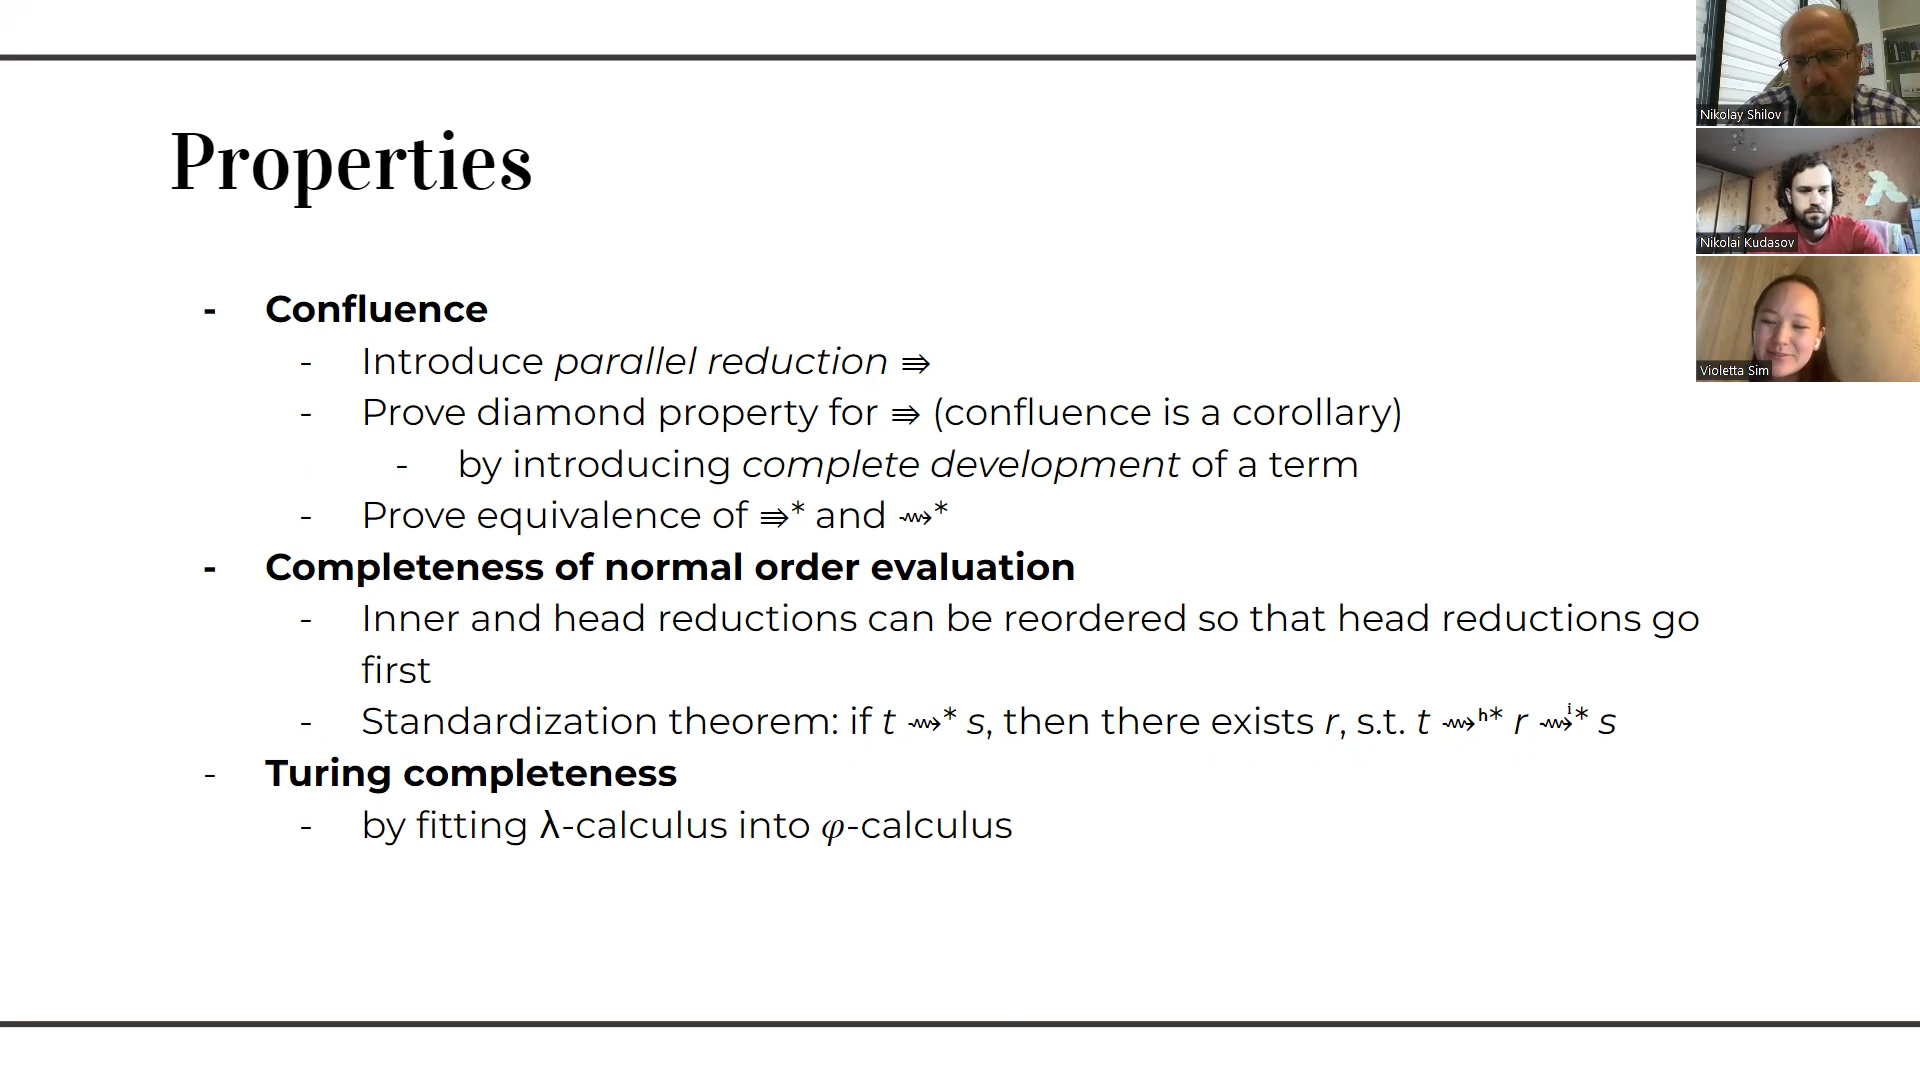 Properties
- Confluence
- Introduce parallel reduction ⇛
- Prove diamond property for ⇛ (confluence is a corollary)
- by introducing complete development of a term
- Prove equivalence of ⇛* and ⇝*
- Completeness of normal order evaluation
- Inner and head reductions can be reordered so that head reductions go
first
- Standardization theorem: if t ⇝* s, then there exists r, s.t. t ⇝ʰ* r ⇝ⁱ* s
- Turing completeness
- by fitting λ-calculus into 𝜑-calculus
Nikolay Shilov
Nikolai Kudasov
Violetta Sim